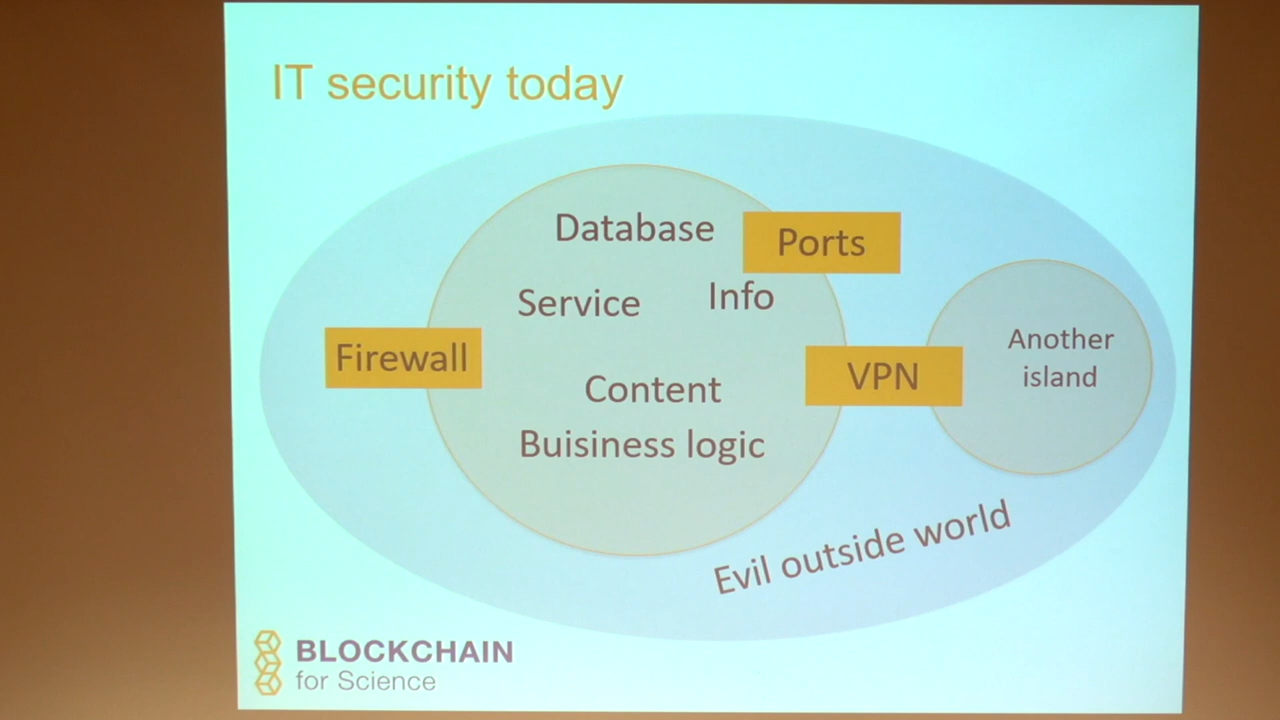 IT security today
Database
Ports
Service
Info
Firewall
Another
island
VPN
Content
Buisiness logic
Evil outside world
BLOCKCHAIN
for Science